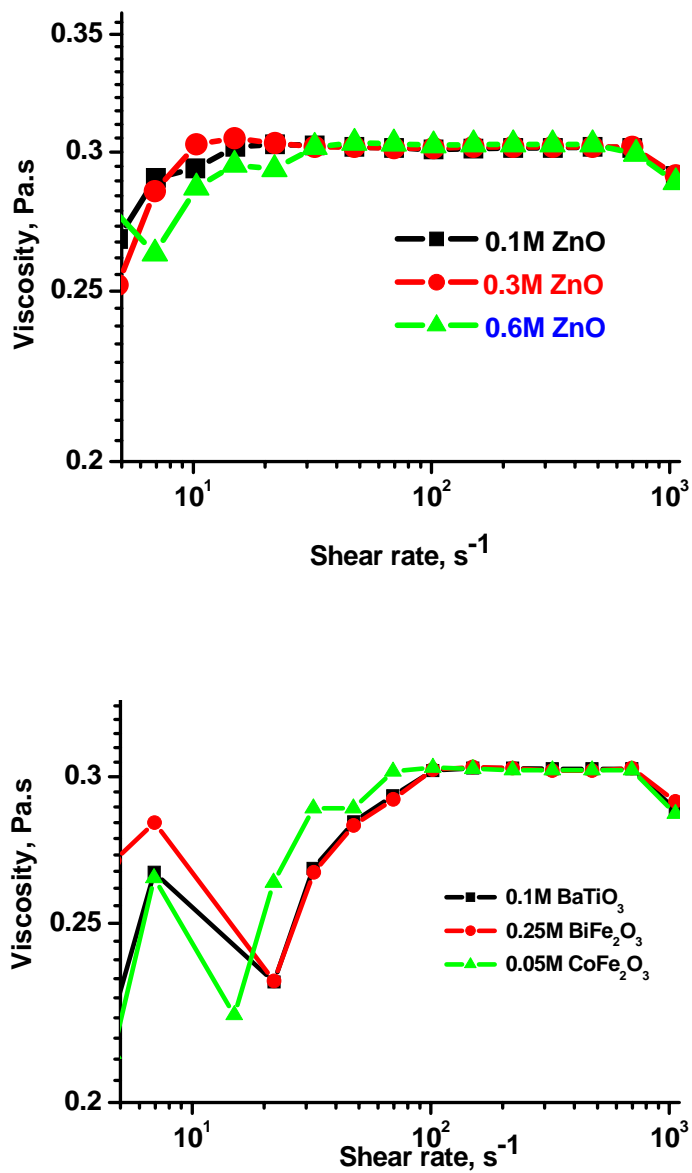 0.35
0.3
0.25
0.2
Viscosity, Pa.s
0.1M ZnO
0.3M ZnO
0.6M ZnO
10¹ 10² 10³
Shear rate, s⁻¹
0.3
0.25
0.2
Viscosity, Pa.s
0.1M BaTiO₃
0.25M BiFe₂O₃
0.05M CoFe₂O₃
10¹ 10² 10³
Shear rate, s⁻¹